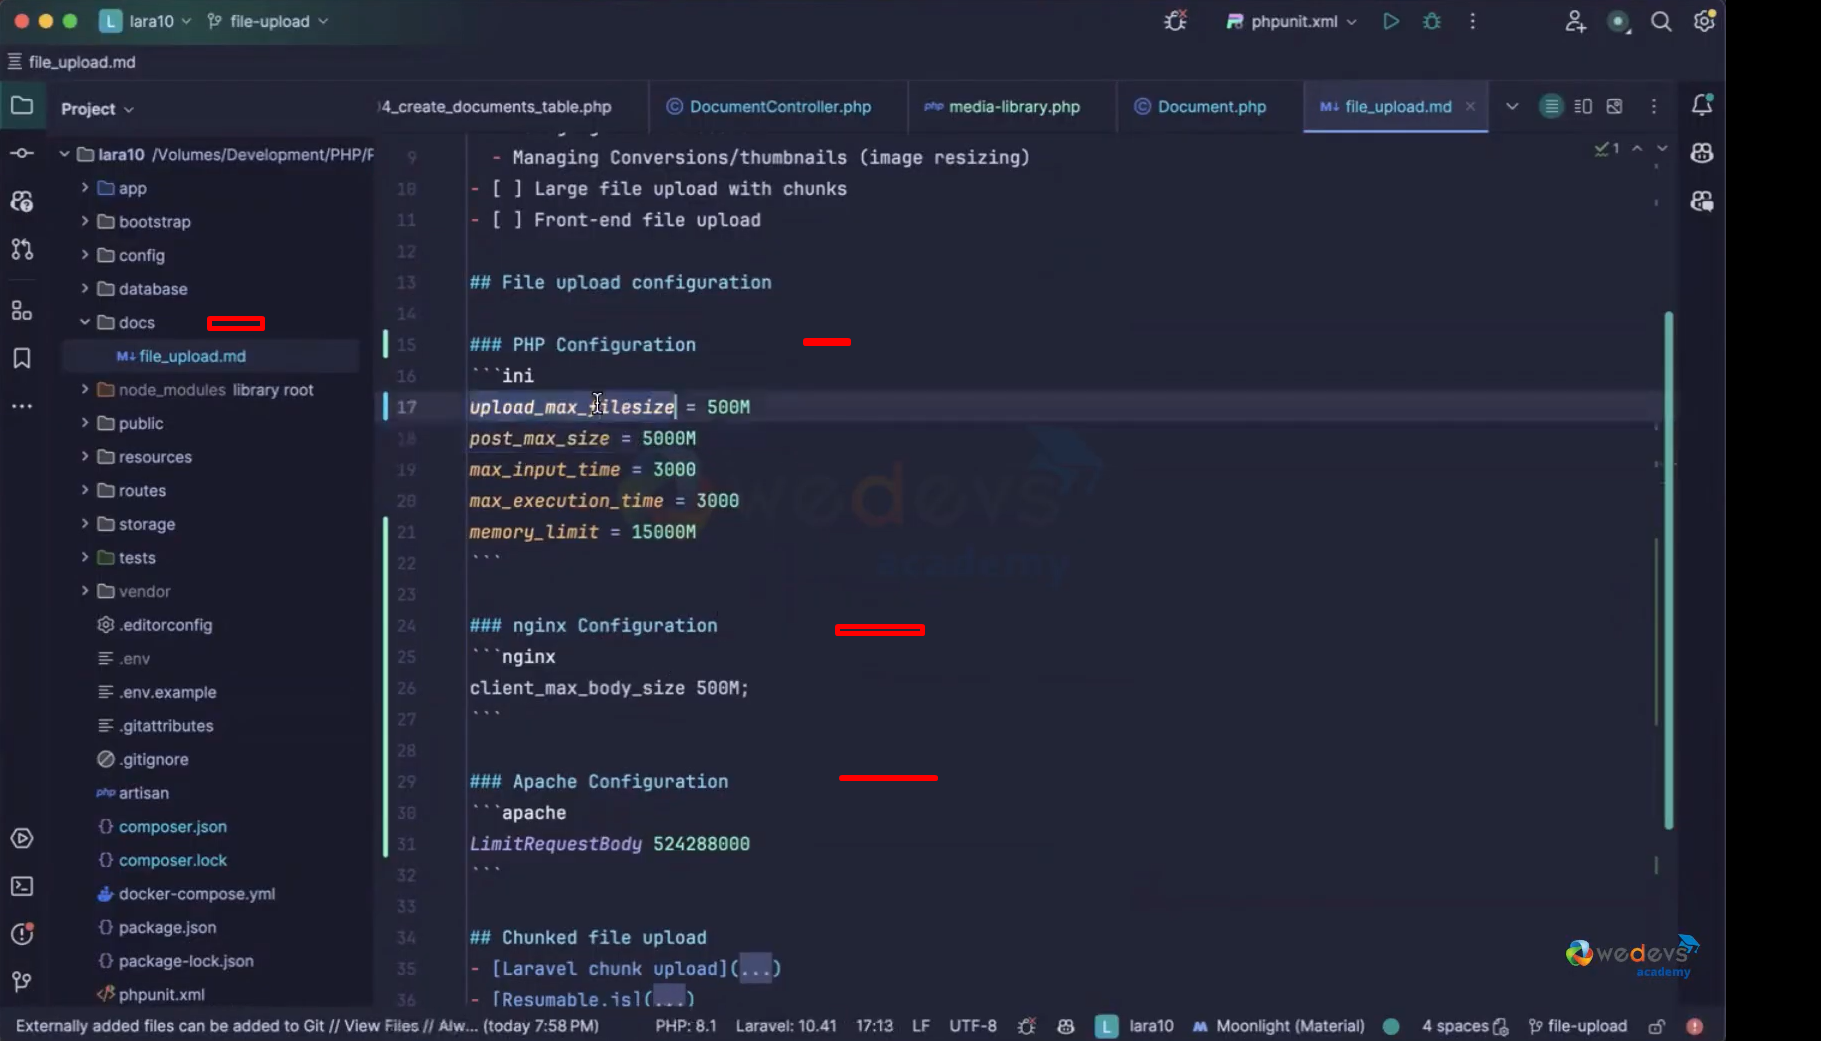 L lara10 file-upload phpunit.xml
file_upload.md
Project
4_create_documents_table.php DocumentController.php php media-library.php Document.php M↓ file_upload.md
lara10 /Volumes/Development/PHP/P
app
bootstrap
config
database
docs
M↓ file_upload.md
node_modules library root
public
resources
routes
storage
tests
vendor
.editorconfig
.env
.env.example
.gitattributes
.gitignore
php artisan
{} composer.json
{} composer.lock
docker-compose.yml
{} package.json
{} package-lock.json
phpunit.xml
9 - Managing Conversions/thumbnails (image resizing)
10 - [ ] Large file upload with chunks
11 - [ ] Front-end file upload
12
13 ## File upload configuration
14
15 ### PHP Configuration
16 ```ini
17 upload_max_filesize = 500M
18 post_max_size = 5000M
19 max_input_time = 3000
20 max_execution_time = 3000
21 memory_limit = 15000M
22 ```
23
24 ### nginx Configuration
25 ```nginx
26 client_max_body_size 500M;
27 ```
28
29 ### Apache Configuration
30 ```apache
31 LimitRequestBody 524288000
32 ```
33
34 ## Chunked file upload
35 - [Laravel chunk upload](...)
36 - [Resumable.js](...)
1
wedevs
academy
wedevs
academy
Externally added files can be added to Git // View Files // Alw... (today 7:58 PM) PHP: 8.1 Laravel: 10.41 17:13 LF UTF-8 L lara10 Moonlight (Material) 4 spaces file-upload